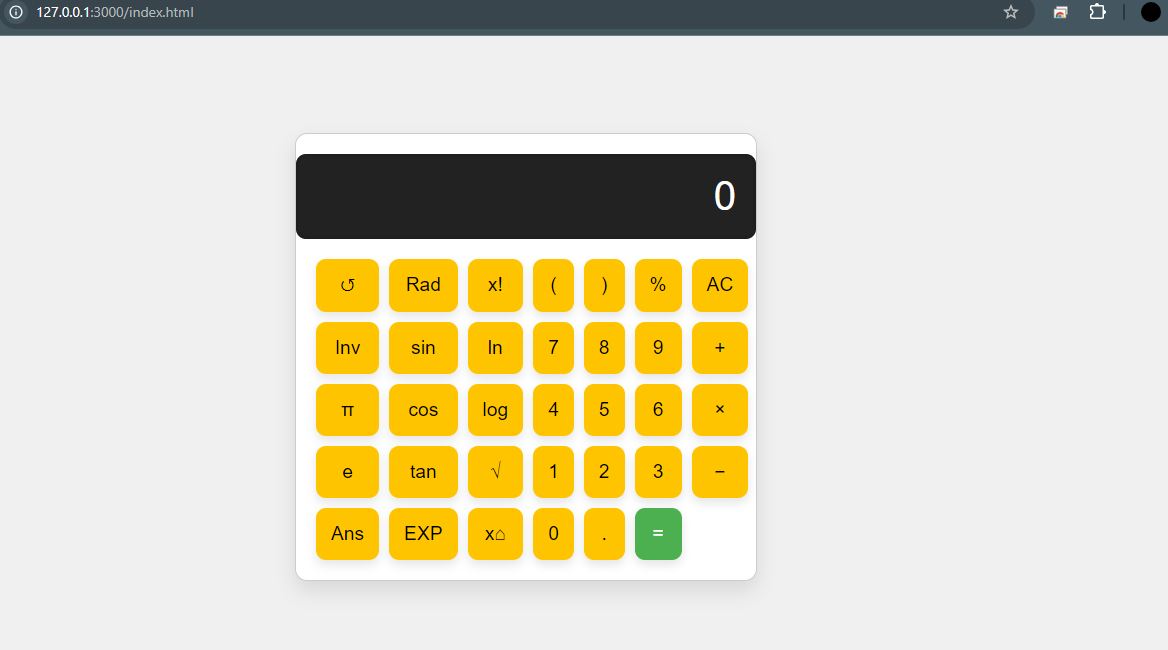 127.0.0.1:3000/index.html
0
↺ Rad x! ( ) % AC
Inv sin ln 7 8 9 +
π cos log 4 5 6 ×
e tan √ 1 2 3 −
Ans EXP x⌂ 0 . =